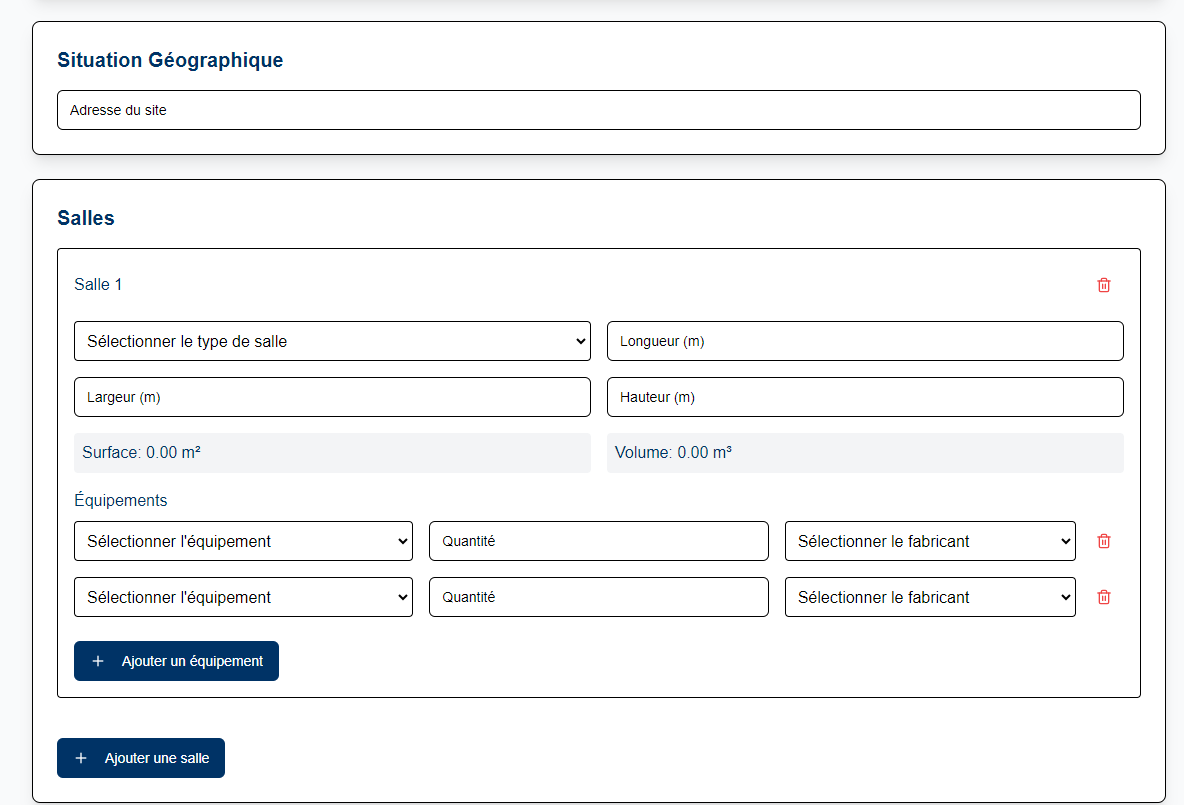 Situation Géographique
Adresse du site
Salles
Salle 1
Sélectionner le type de salle
Longueur (m)
Largeur (m)
Hauteur (m)
Surface: 0.00 m²
Volume: 0.00 m³
Équipements
Sélectionner l'équipement
Quantité
Sélectionner le fabricant
Sélectionner l'équipement
Quantité
Sélectionner le fabricant
Ajouter un équipement
Ajouter une salle